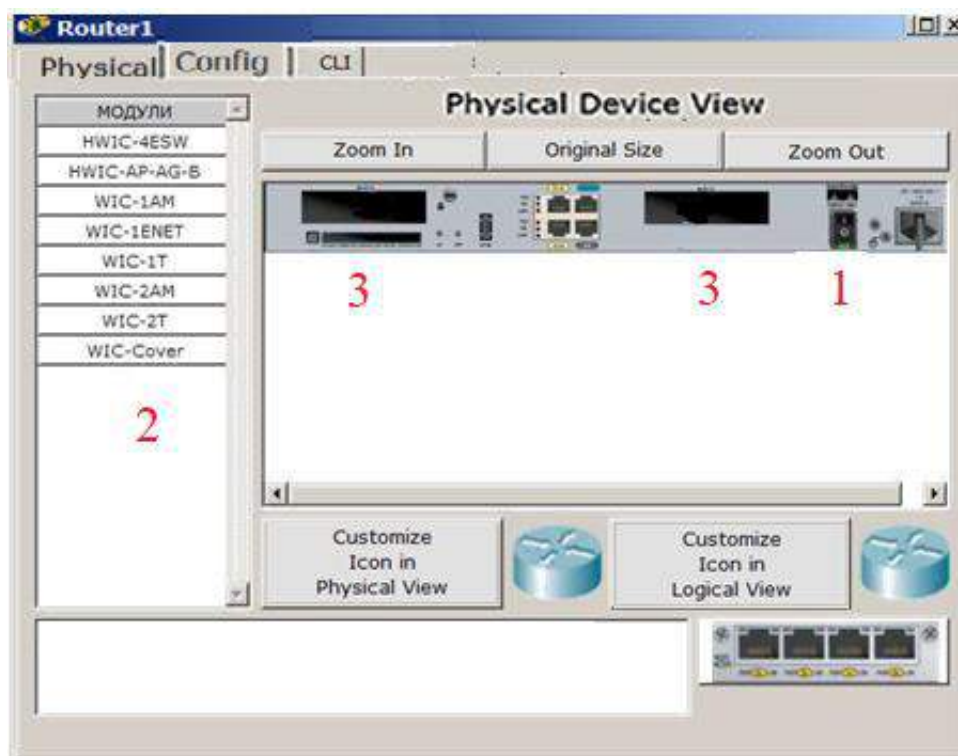 Router1
Physical Config CLI
МОДУЛИ
HWIC-4ESW
HWIC-AP-AG-B
WIC-1AM
WIC-1ENET
WIC-1T
WIC-2AM
WIC-2T
WIC-Cover
2
Physical Device View
Zoom In Original Size Zoom Out
3 3 1
Customize
Icon in
Physical View
Customize
Icon in
Logical View